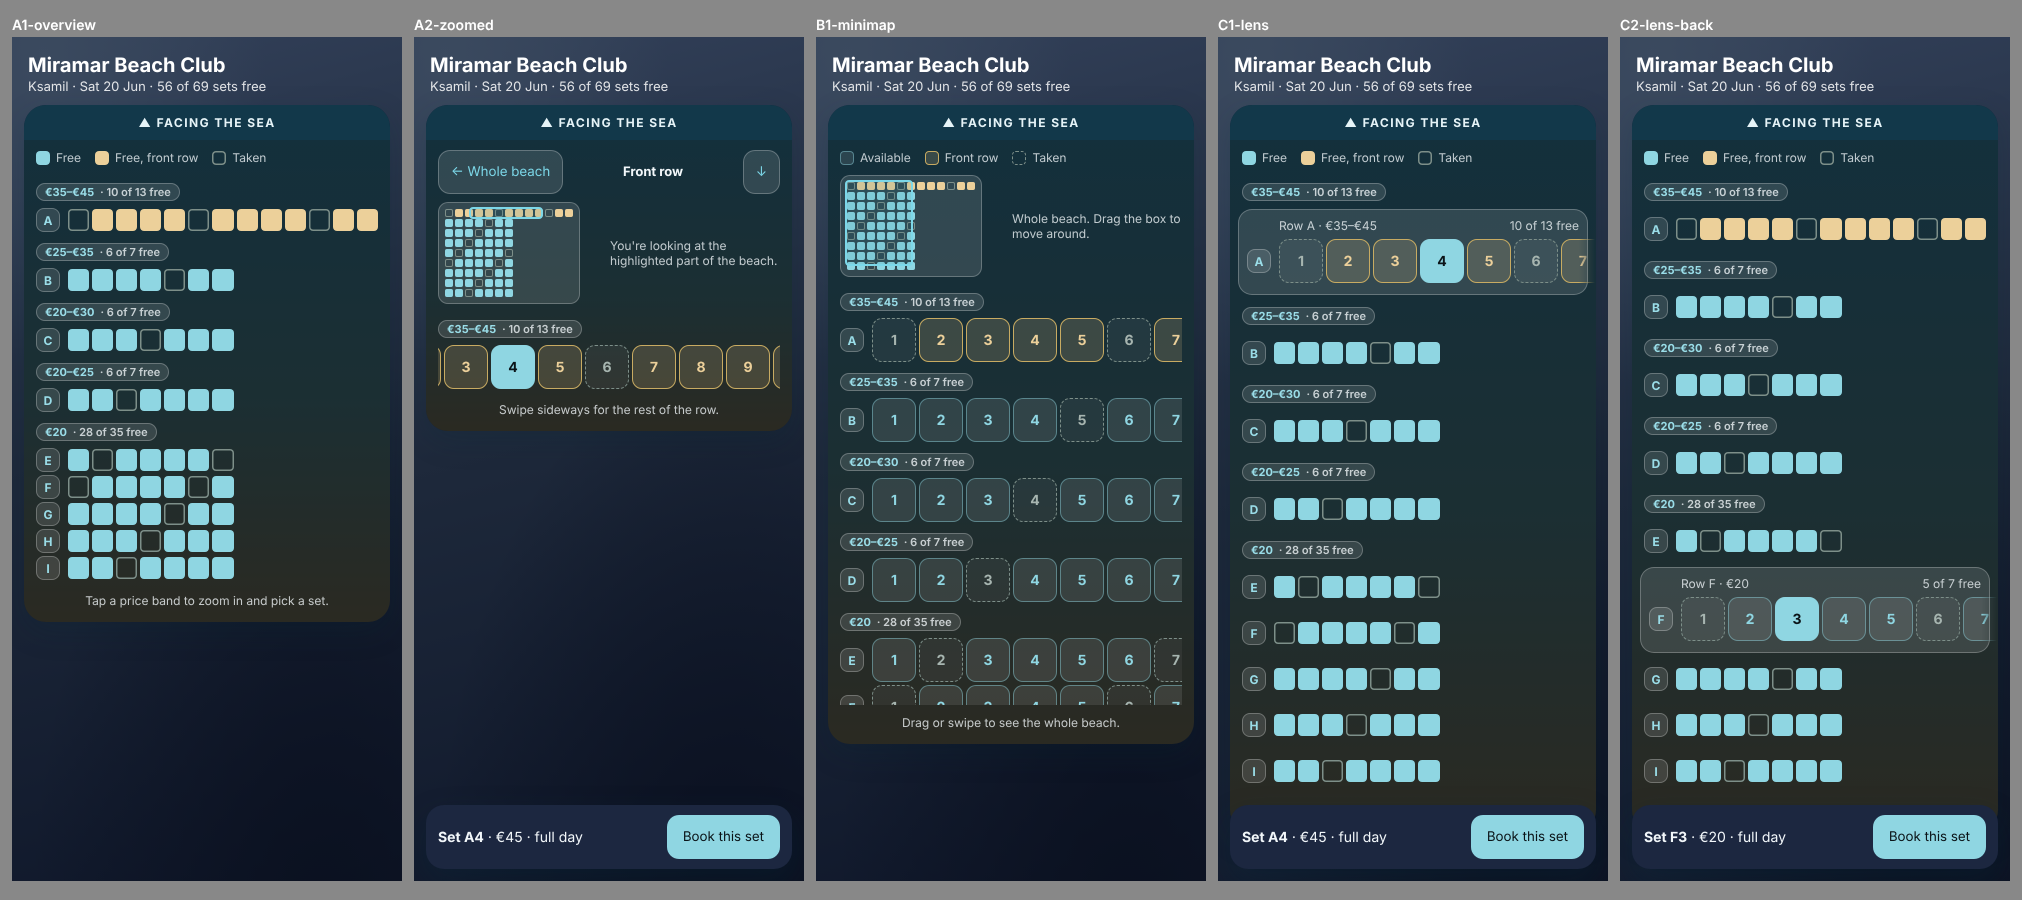 A1-overview
Miramar Beach Club
Ksamil · Sat 20 Jun · 56 of 69 sets free
▲ FACING THE SEA
Free Free, front row Taken
€35–€45 · 10 of 13 free
A
€25–€35 · 6 of 7 free
B
€20–€30 · 6 of 7 free
C
€20–€25 · 6 of 7 free
D
€20 · 28 of 35 free
E
F
G
H
I
Tap a price band to zoom in and pick a set.
A2-zoomed
Miramar Beach Club
Ksamil · Sat 20 Jun · 56 of 69 sets free
▲ FACING THE SEA
← Whole beach Front row ↓
You're looking at the
highlighted part of the beach.
€35–€45 · 10 of 13 free
3 4 5 6 7 8 9
Swipe sideways for the rest of the row.
Set A4 · €45 · full day Book this set
B1-minimap
Miramar Beach Club
Ksamil · Sat 20 Jun · 56 of 69 sets free
▲ FACING THE SEA
Available Front row Taken
Whole beach. Drag the box to
move around.
€35–€45 · 10 of 13 free
A 1 2 3 4 5 6 7
€25–€35 · 6 of 7 free
B 1 2 3 4 5 6 7
€20–€30 · 6 of 7 free
C 1 2 3 4 5 6 7
€20–€25 · 6 of 7 free
D 1 2 3 4 5 6 7
€20 · 28 of 35 free
E 1 2 3 4 5 6 7
Drag or swipe to see the whole beach.
C1-lens
Miramar Beach Club
Ksamil · Sat 20 Jun · 56 of 69 sets free
▲ FACING THE SEA
Free Free, front row Taken
€35–€45 · 10 of 13 free
Row A · €35–€45 10 of 13 free
A 1 2 3 4 5 6 7
€25–€35 · 6 of 7 free
B
€20–€30 · 6 of 7 free
C
€20–€25 · 6 of 7 free
D
€20 · 28 of 35 free
E
F
G
H
I
Set A4 · €45 · full day Book this set
C2-lens-back
Miramar Beach Club
Ksamil · Sat 20 Jun · 56 of 69 sets free
▲ FACING THE SEA
Free Free, front row Taken
€35–€45 · 10 of 13 free
A
€25–€35 · 6 of 7 free
B
€20–€30 · 6 of 7 free
C
€20–€25 · 6 of 7 free
D
€20 · 28 of 35 free
E
Row F · €20 5 of 7 free
F 1 2 3 4 5 6 7
G
H
I
Set F3 · €20 · full day Book this set